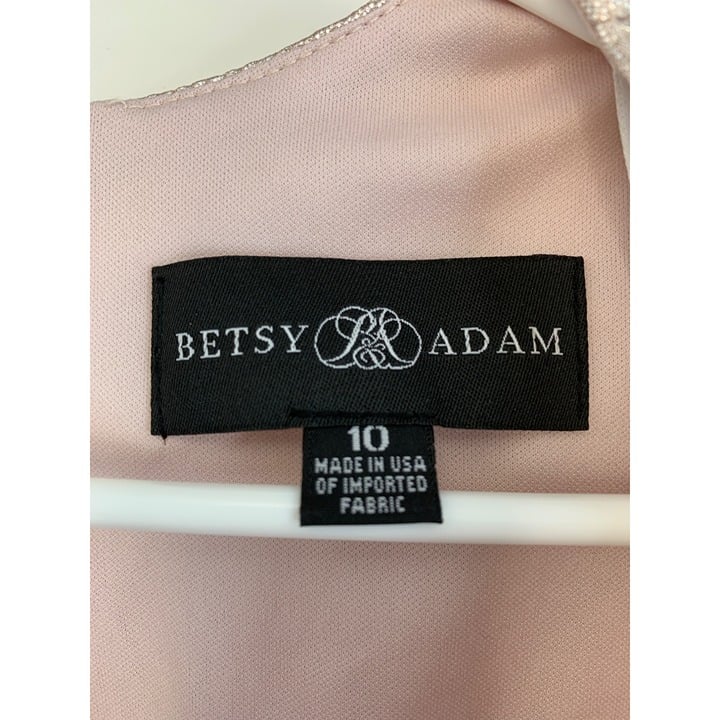 BETSY B&A ADAM
10
MADE IN USA
OF IMPORTED
FABRIC